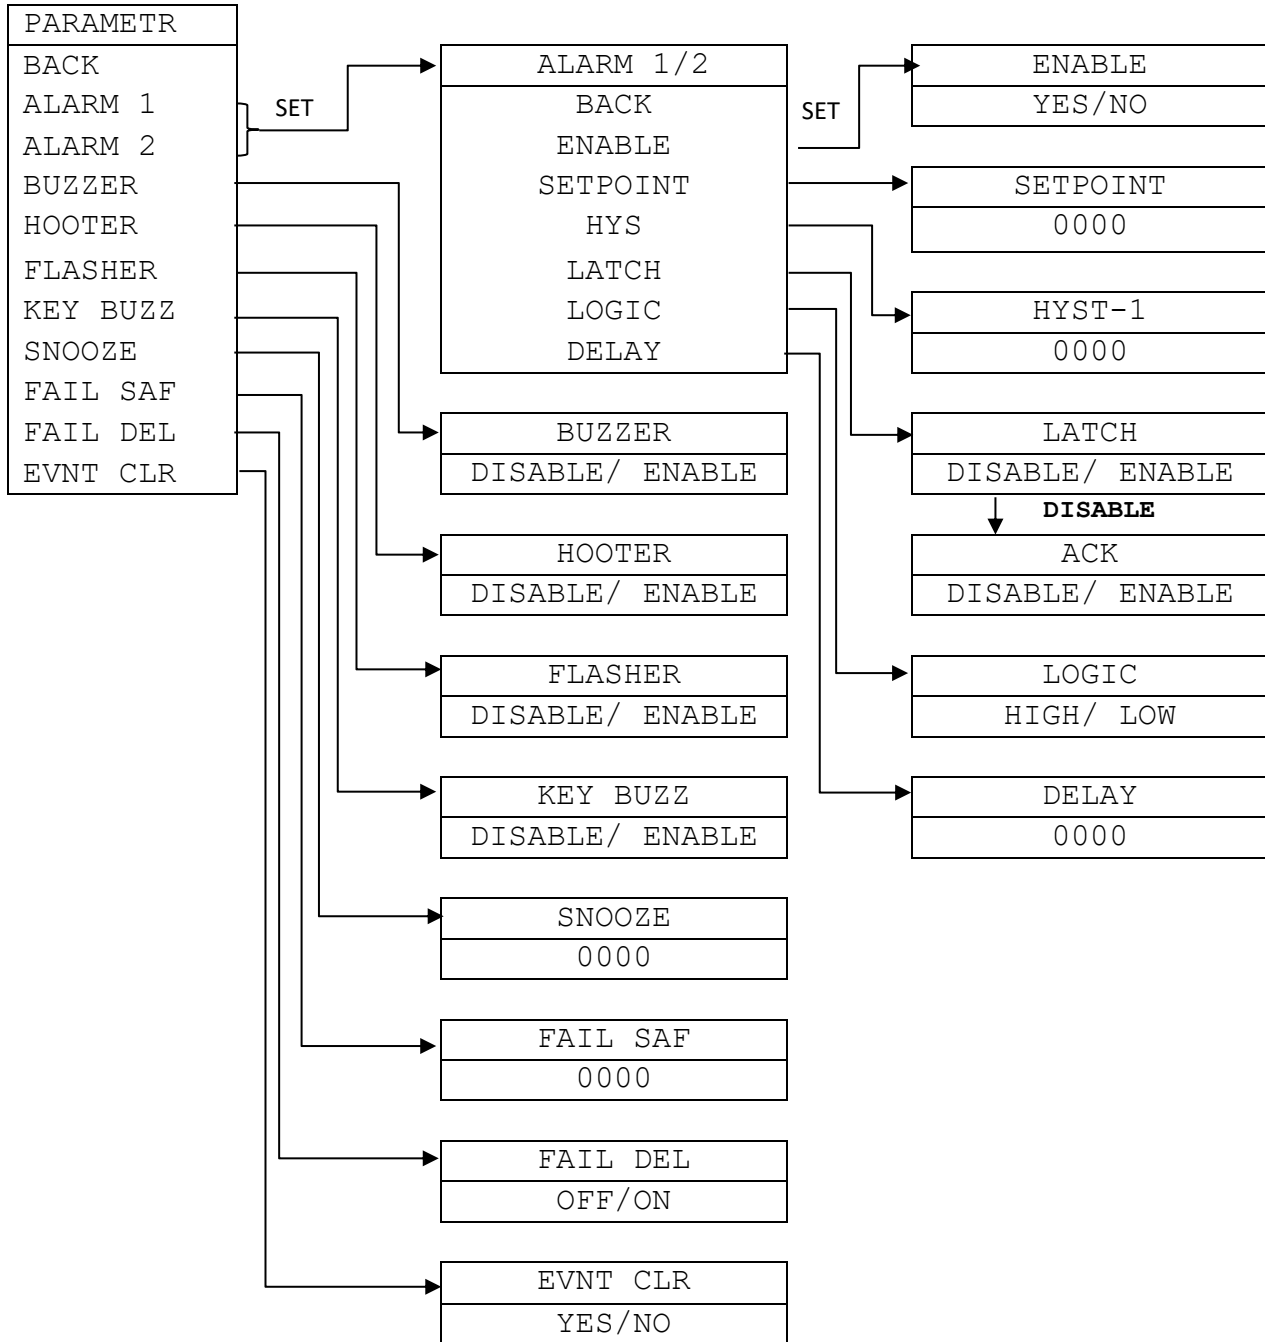 PARAMETR
BACK
ALARM 1
ALARM 2
BUZZER
HOOTER
FLASHER
KEY BUZZ
SNOOZE
FAIL SAF
FAIL DEL
EVNT CLR
SET
ALARM 1/2
BACK
ENABLE
SETPOINT
HYS
LATCH
LOGIC
DELAY
BUZZER
DISABLE/ ENABLE
HOOTER
DISABLE/ ENABLE
FLASHER
DISABLE/ ENABLE
KEY BUZZ
DISABLE/ ENABLE
SNOOZE
0000
FAIL SAF
0000
FAIL DEL
OFF/ON
EVNT CLR
YES/NO
SET
ENABLE
YES/NO
SETPOINT
0000
HYST-1
0000
LATCH
DISABLE/ ENABLE
DISABLE
ACK
DISABLE/ ENABLE
LOGIC
HIGH/ LOW
DELAY
0000